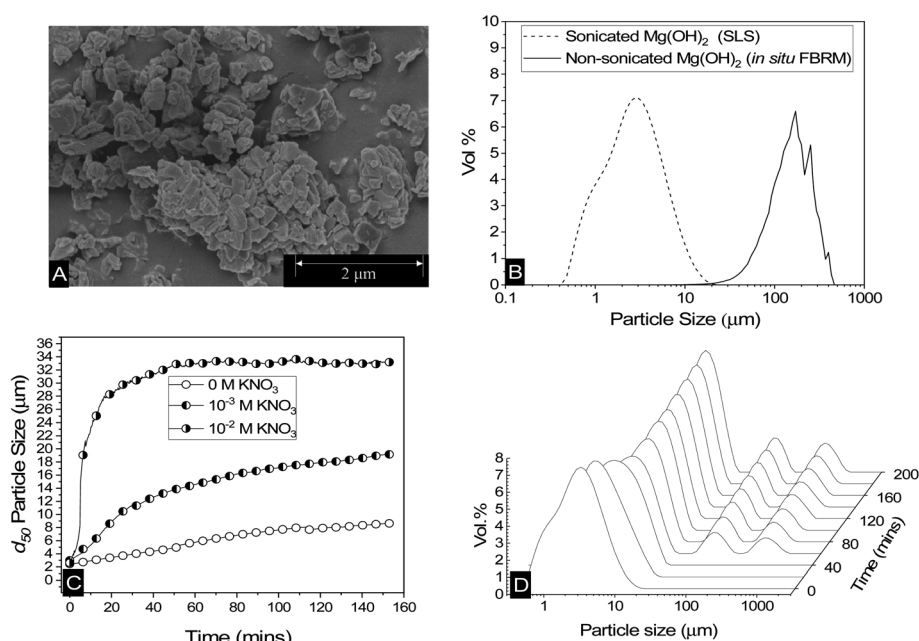 A
2 μm
10
9
8
7
6
5
4
3
2
1
0
Vol %
Sonicated Mg(OH)₂ (SLS)
Non-sonicated Mg(OH)₂ (in situ FBRM)
B
0.1
1
10
100
1000
Particle Size (μm)
36
34
32
30
28
26
24
22
20
18
16
14
12
10
8
6
4
2
0
d₅₀ Particle Size (μm)
0 M KNO₃
10⁻³ M KNO₃
10⁻² M KNO₃
C
0 20 40 60 80 100 120 140 160
Time (mins)
8
7
6
5
4
3
2
1
0
Vol.%
D
1 10 100 1000
Particle size (μm)
200
160
120
80
40
0
Time (mins)